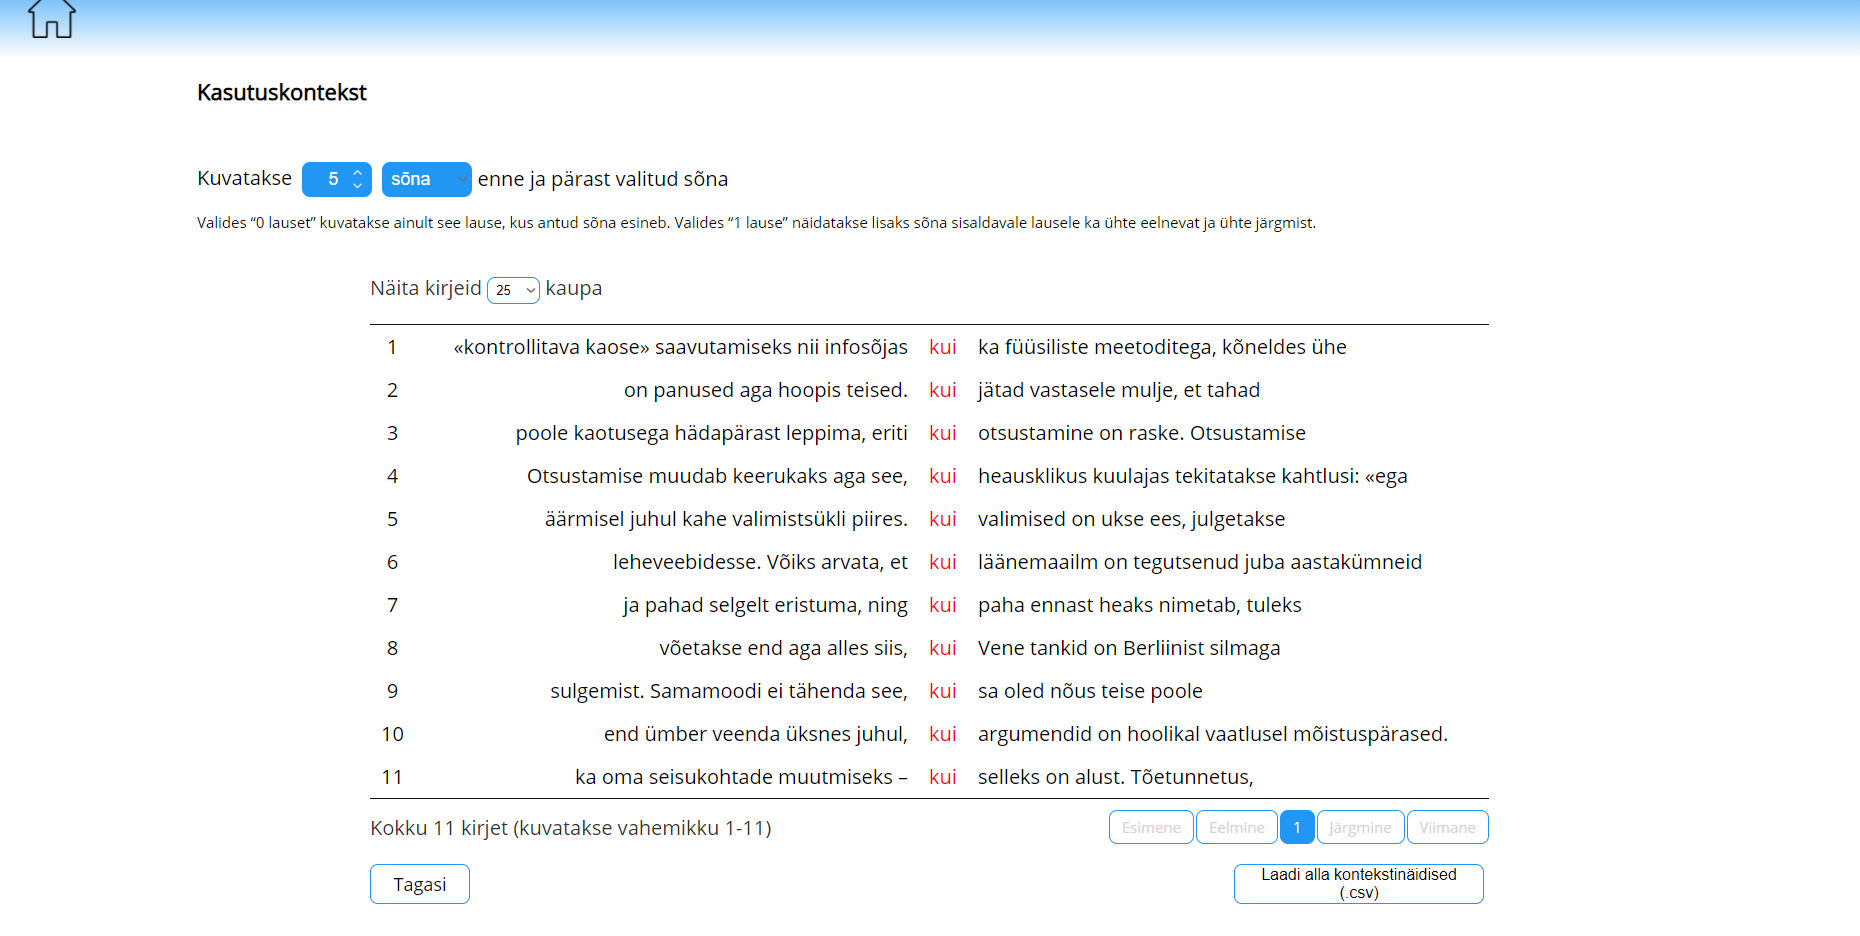 Kasutuskontekst
Kuvatakse 5 sõna enne ja pärast valitud sõna
Valides “0 lauset” kuvatakse ainult see lause, kus antud sõna esineb. Valides “1 lause” näidatakse lisaks sõna sisaldavale lausele ka ühte eelnevat ja ühte järgmist.
Näita kirjeid 25 kaupa
1 «kontrollitava kaose» saavutamiseks nii infosõjas kui ka füüsiliste meetoditega, kõneldes ühe
2 on panused aga hoopis teised. kui jätad vastasele mulje, et tahad
3 poole kaotusega hädapärast leppima, eriti kui otsustamine on raske. Otsustamise
4 Otsustamise muudab keerukaks aga see, kui heausklikus kuulajas tekitatakse kahtlusi: «ega
5 äärmisel juhul kahe valimistsükli piires. kui valimised on ukse ees, julgetakse
6 leheveebidesse. Võiks arvata, et kui läänemaailm on tegutsenud juba aastakümneid
7 ja pahad selgelt eristuma, ning kui paha ennast heaks nimetab, tuleks
8 võetakse end aga alles siis, kui Vene tankid on Berliinist silmaga
9 sulgemist. Samamoodi ei tähenda see, kui sa oled nõus teise poole
10 end ümber veenda üksnes juhul, kui argumendid on hoolikal vaatlusel mõistuspärased.
11 ka oma seisukohtade muutmiseks – kui selleks on alust. Tõetunnetus,
Kokku 11 kirjet (kuvatakse vahemikku 1-11) Esimene Eelmine 1 Järgmine Viimane
Tagasi
Laadi alla kontekstinäidised
(.csv)